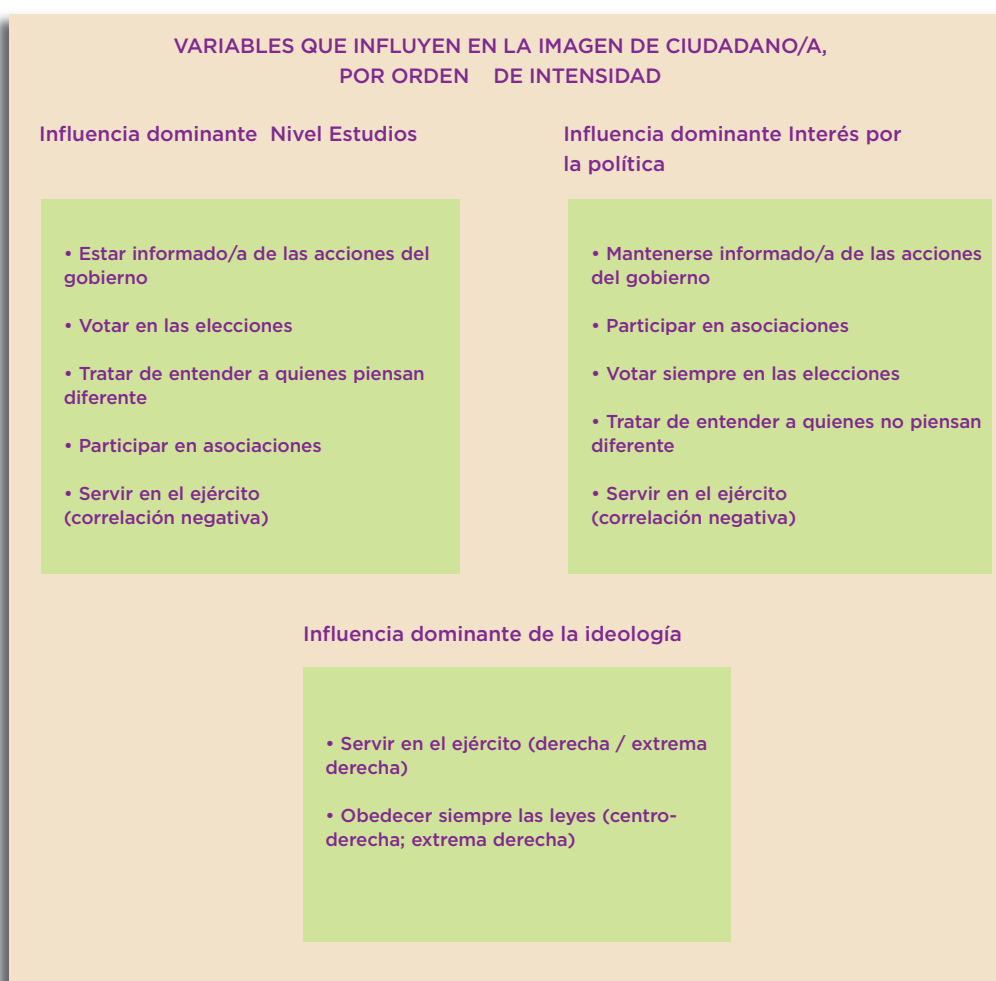 VARIABLES QUE INFLUYEN EN LA IMAGEN DE CIUDADANO/A,
POR ORDEN DE INTENSIDAD
Influencia dominante Nivel Estudios
• Estar informado/a de las acciones del
gobierno
• Votar en las elecciones
• Tratar de entender a quienes piensan
diferente
• Participar en asociaciones
• Servir en el ejército
(correlación negativa)
Influencia dominante Interés por
la política
• Mantenerse informado/a de las acciones
del gobierno
• Participar en asociaciones
• Votar siempre en las elecciones
• Tratar de entender a quienes no piensan
diferente
• Servir en el ejército
(correlación negativa)
Influencia dominante de la ideología
• Servir en el ejército (derecha / extrema
derecha)
• Obedecer siempre las leyes (centro-
derecha; extrema derecha)